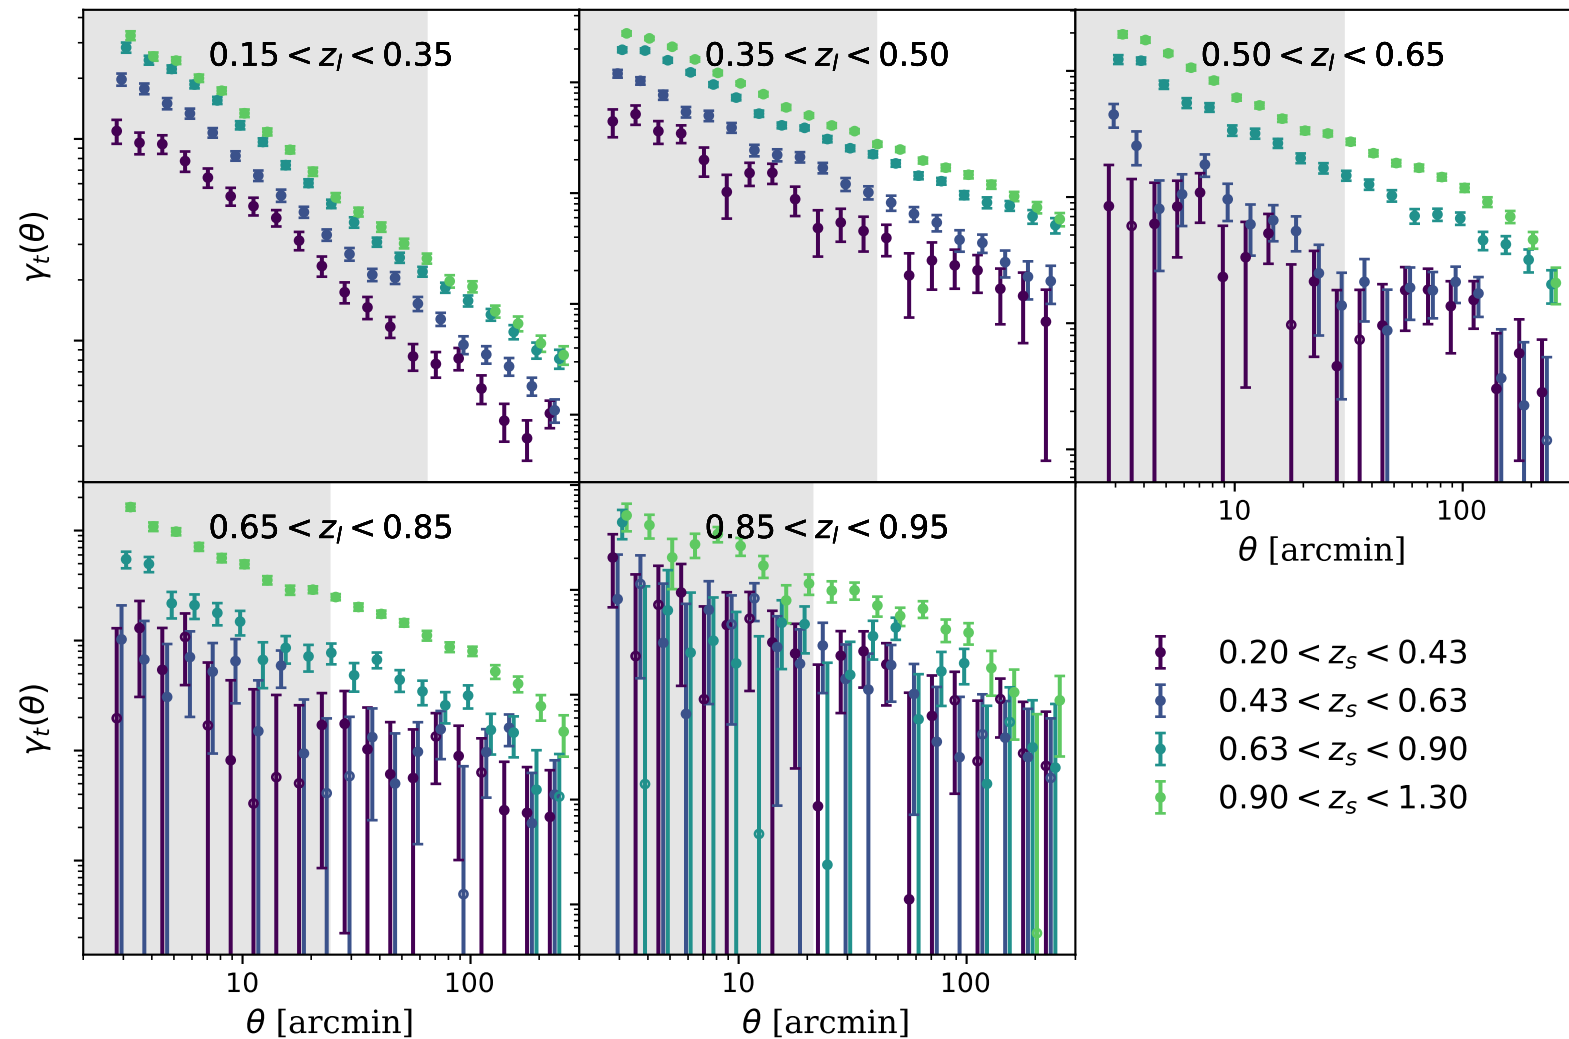 0.15 < z_l < 0.35
0.35 < z_l < 0.50
0.50 < z_l < 0.65
γ_t(θ)
10 100
θ [arcmin]
0.65 < z_l < 0.85
0.85 < z_l < 0.95
γ_t(θ)
0.20 < z_s < 0.43
0.43 < z_s < 0.63
0.63 < z_s < 0.90
0.90 < z_s < 1.30
10 100
10 100
θ [arcmin]
θ [arcmin]